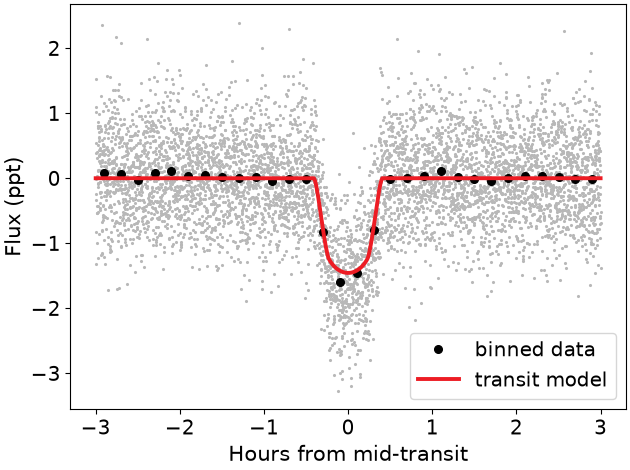 2
1
0
−1
−2
−3
Flux (ppt)
binned data
transit model
−3 −2 −1 0 1 2 3
Hours from mid-transit